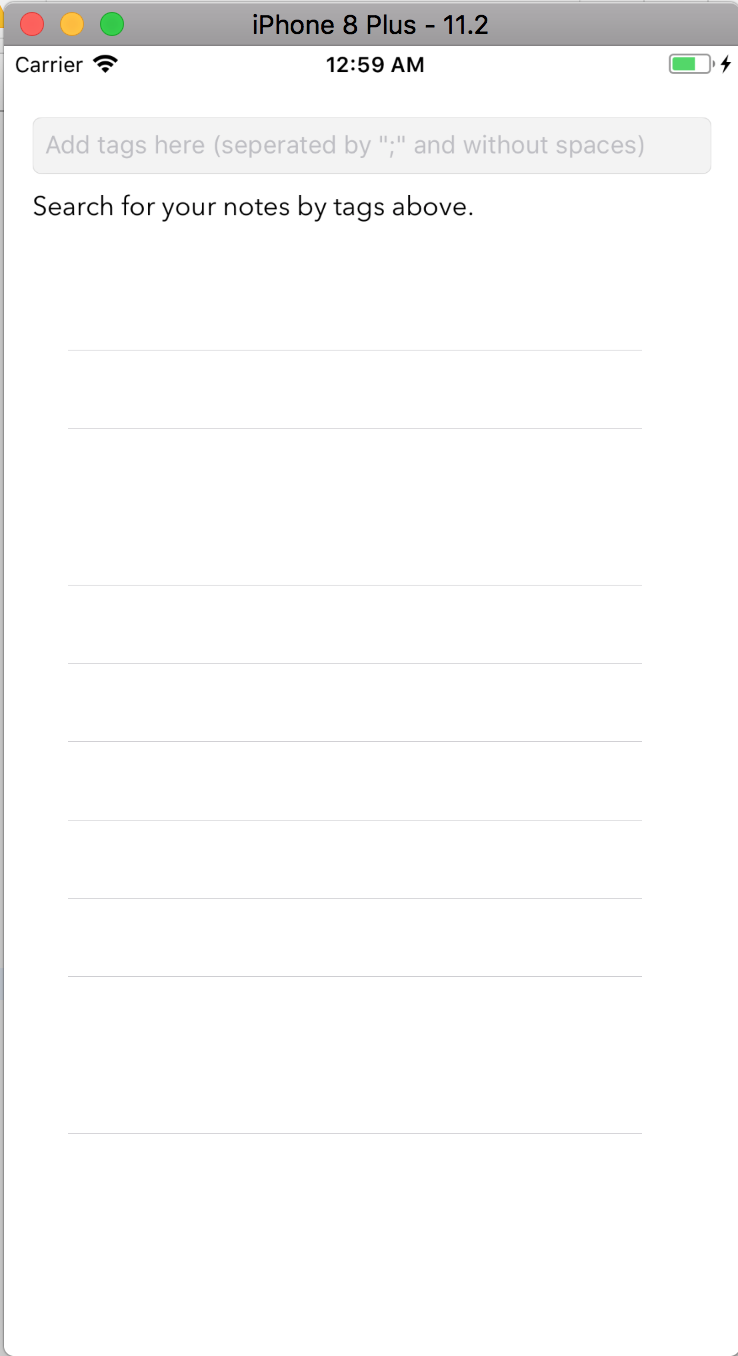 iPhone 8 Plus - 11.2
Carrier 12:59 AM
Add tags here (seperated by ";" and without spaces)
Search for your notes by tags above.